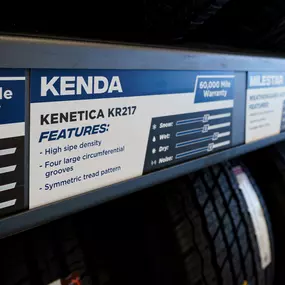 KENDA
60,000 Mile
Warranty
KENETICA KR217
FEATURES:
- High sipe density
- Four large circumferential
grooves
- Symmetric tread pattern
Snow:
Wet:
Dry:
Noise:
MILESTAR
FEATURES: